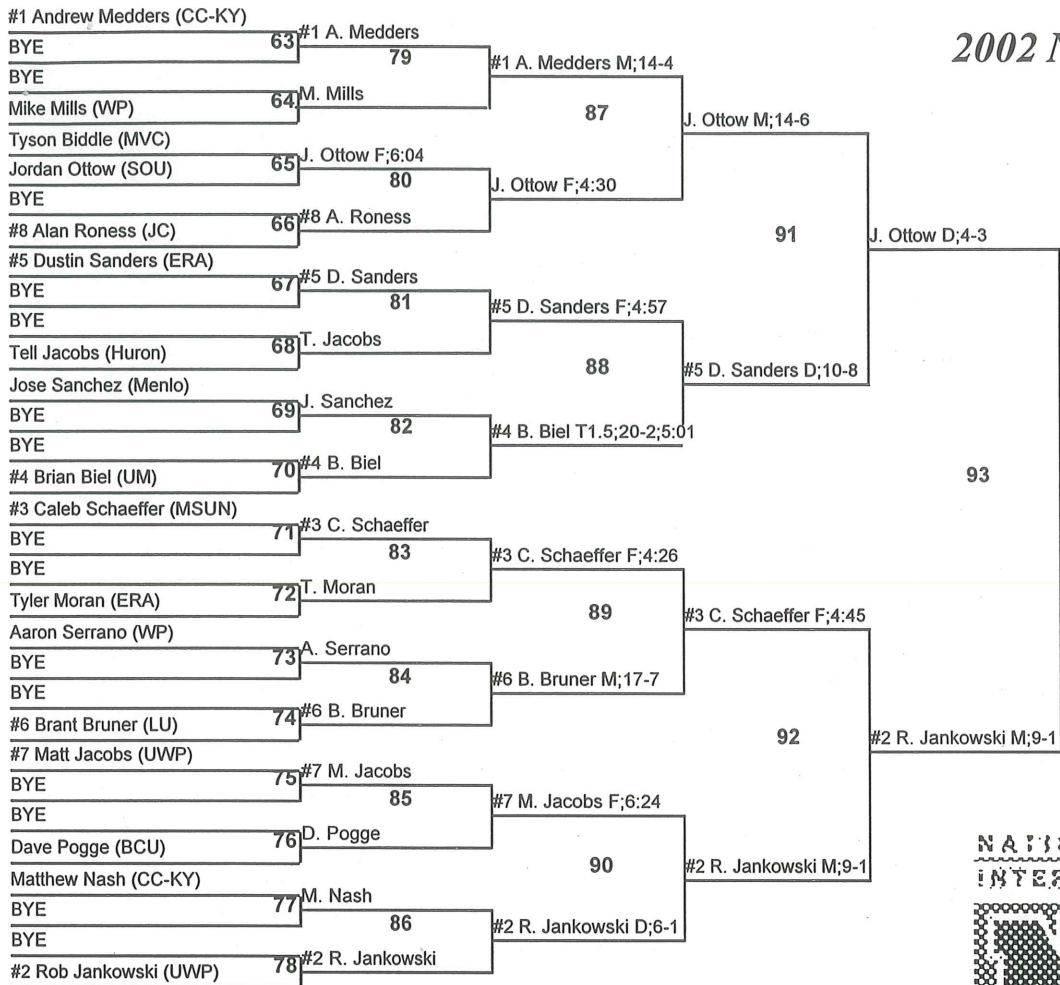 #1 Andrew Medders (CC-KY)
BYE
63
BYE
Mike Mills (WP)
64
Tyson Biddle (MVC)
Jordan Ottow (SOU)
65
BYE
#8 Alan Roness (JC)
66
#5 Dustin Sanders (ERA)
BYE
67
BYE
Tell Jacobs (Huron)
68
Jose Sanchez (Menlo)
BYE
69
BYE
#4 Brian Biel (UM)
70
#3 Caleb Schaeffer (MSUN)
BYE
71
BYE
Tyler Moran (ERA)
72
Aaron Serrano (WP)
BYE
73
BYE
#6 Brant Bruner (LU)
74
#7 Matt Jacobs (UWP)
BYE
75
BYE
Dave Pogge (BCU)
76
Matthew Nash (CC-KY)
BYE
77
BYE
#2 Rob Jankowski (UWP)
78
#1 A. Medders
79
M. Mills
J. Ottow F;6:04
80
#8 A. Roness
#5 D. Sanders
81
T. Jacobs
J. Sanchez
82
#4 B. Biel
#3 C. Schaeffer
83
T. Moran
A. Serrano
84
#6 B. Bruner
#7 M. Jacobs
85
D. Pogge
M. Nash
86
#2 R. Jankowski
#1 A. Medders M;14-4
87
J. Ottow F;4:30
#5 D. Sanders F;4:57
88
#4 B. Biel T1.5;20-2;5:01
#3 C. Schaeffer F;4:26
89
#6 B. Bruner M;17-7
#7 M. Jacobs F;6:24
90
#2 R. Jankowski D;6-1
J. Ottow M;14-6
91
#5 D. Sanders D;10-8
#3 C. Schaeffer F;4:45
92
#2 R. Jankowski M;9-1
J. Ottow D;4-3
93
#2 R. Jankowski M;9-1
2002